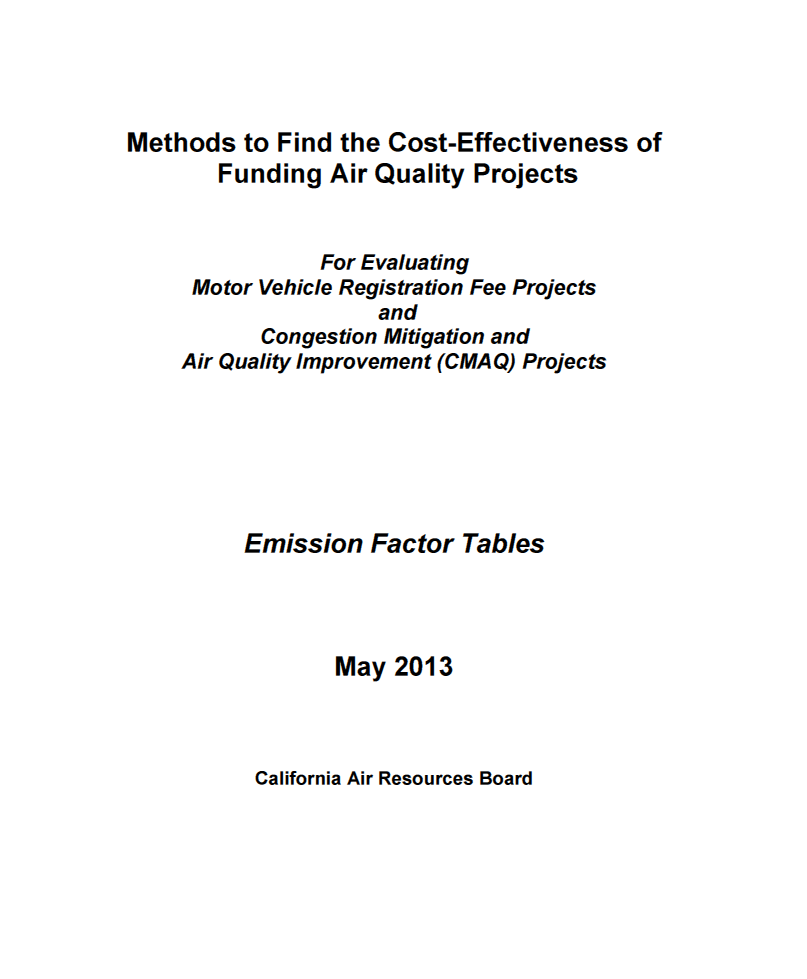 Methods to Find the Cost-Effectiveness of
Funding Air Quality Projects
For Evaluating
Motor Vehicle Registration Fee Projects
and
Congestion Mitigation and
Air Quality Improvement (CMAQ) Projects
Emission Factor Tables
May 2013
California Air Resources Board